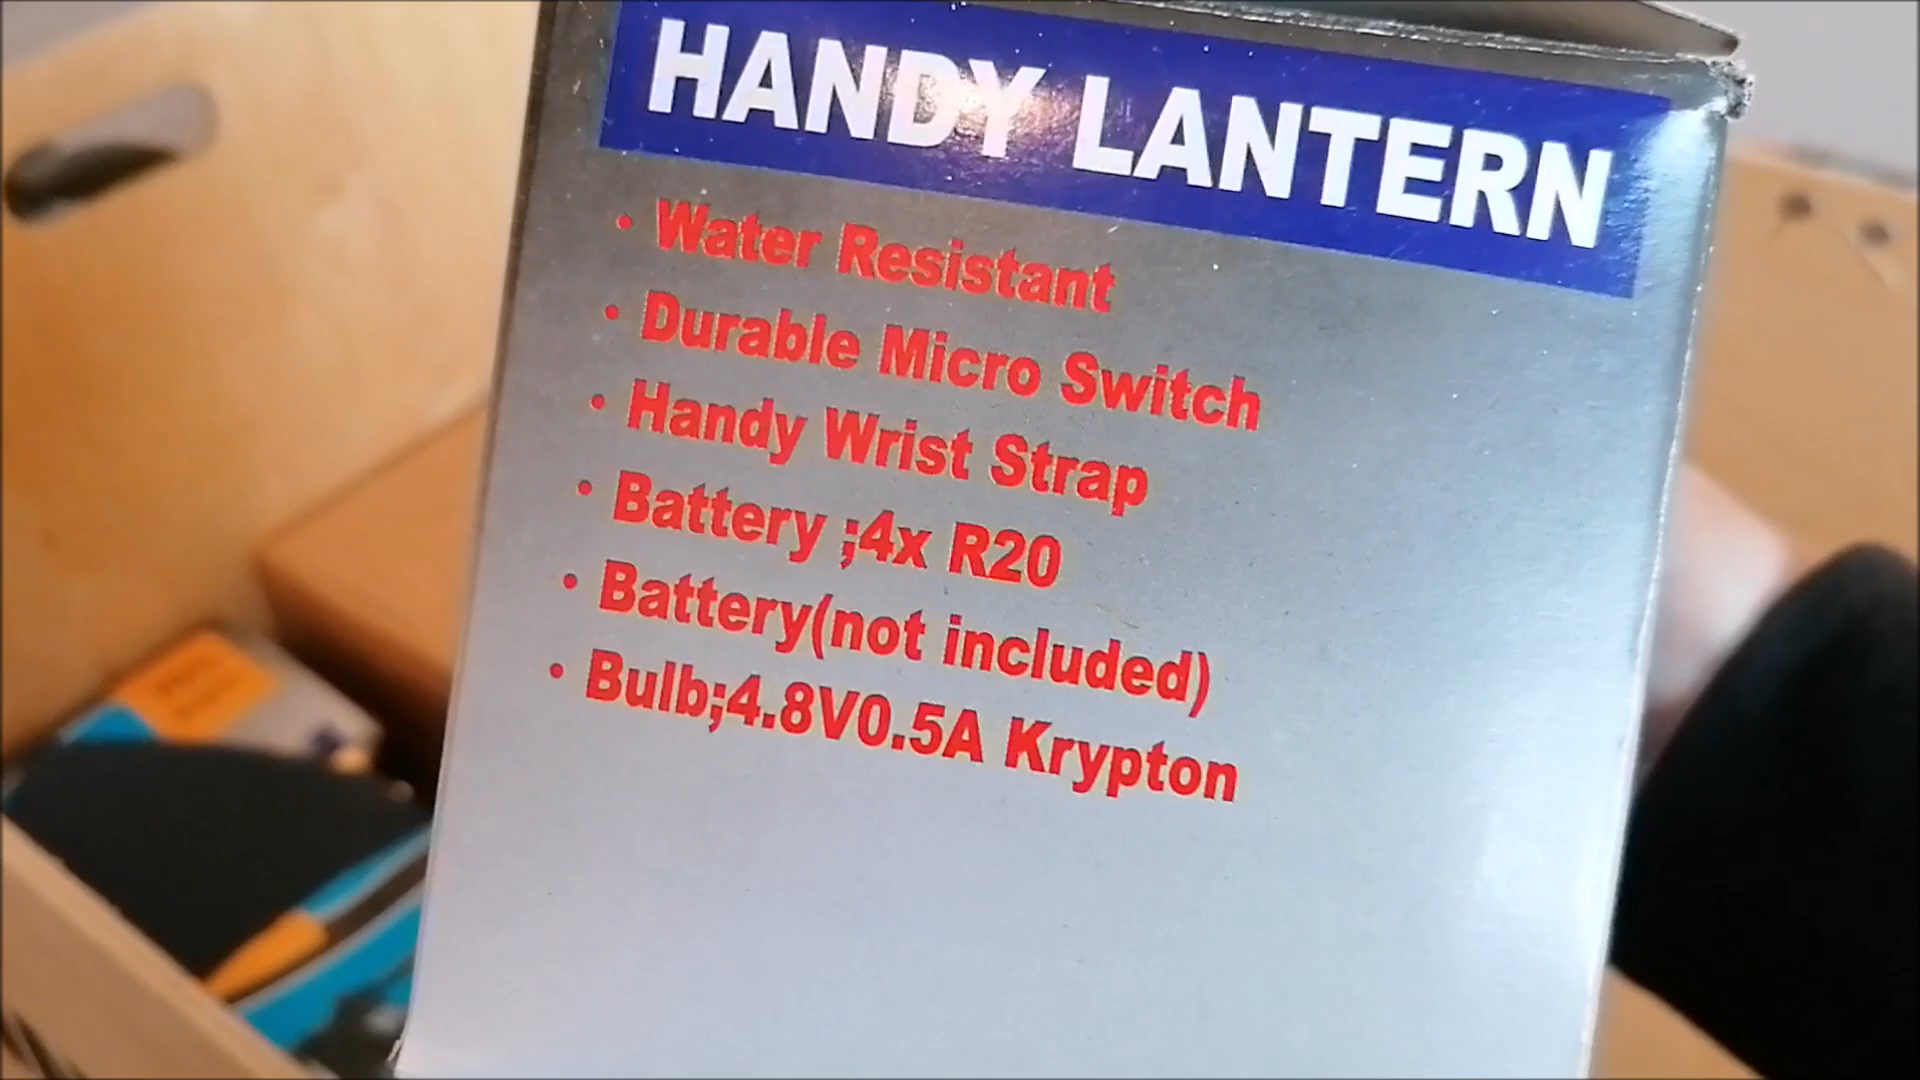 HANDY LANTERN
• Water Resistant
• Durable Micro Switch
• Handy Wrist Strap
• Battery ;4x R20
• Battery(not included)
• Bulb;4.8V0.5A Krypton